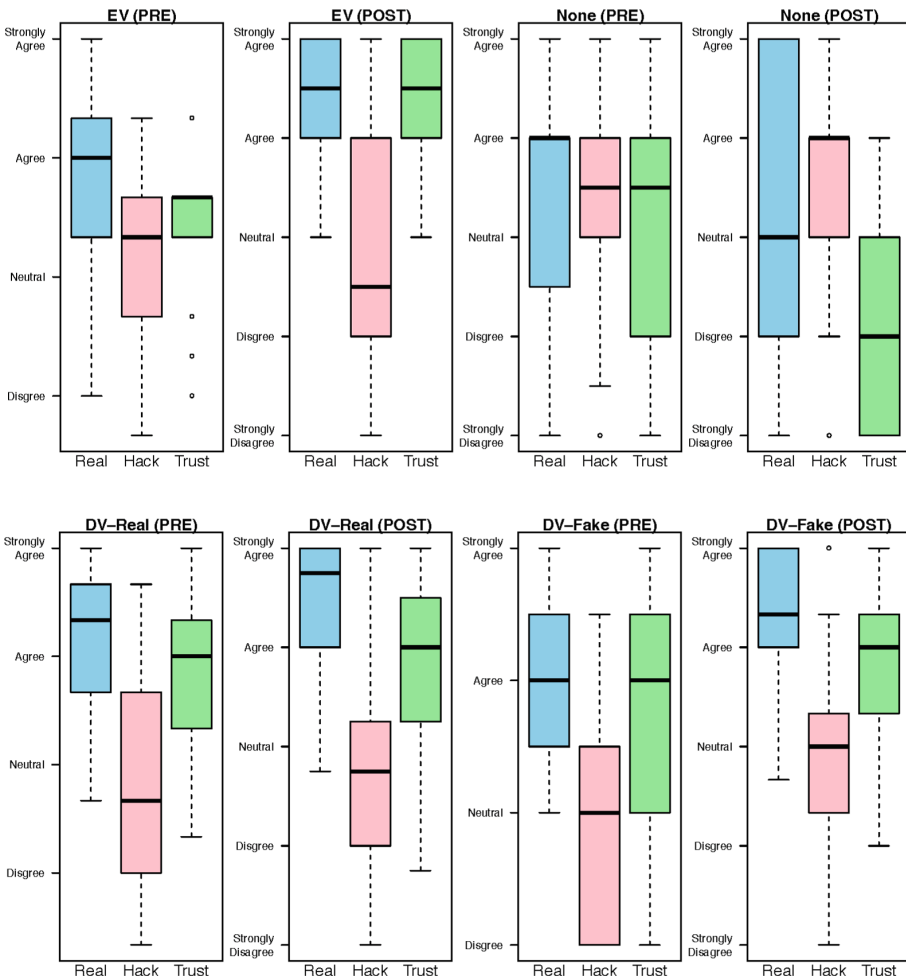 EV (PRE)
Strongly
Agree
Agree
Neutral
Disgree
Real Hack Trust
EV (POST)
Strongly
Agree
Agree
Neutral
Disgree
Strongly
Disagree
Real Hack Trust
None (PRE)
Strongly
Agree
Agree
Neutral
Disgree
Strongly
Disagree
Real Hack Trust
None (POST)
Strongly
Agree
Agree
Neutral
Disgree
Strongly
Disagree
Real Hack Trust
DV–Real (PRE)
Strongly
Agree
Agree
Neutral
Disgree
Real Hack Trust
DV–Real (POST)
Strongly
Agree
Agree
Neutral
Disgree
Strongly
Disagree
Real Hack Trust
DV–Fake (PRE)
Strongly
Agree
Agree
Neutral
Disgree
Real Hack Trust
DV–Fake (POST)
Strongly
Agree
Agree
Neutral
Disgree
Strongly
Disagree
Real Hack Trust